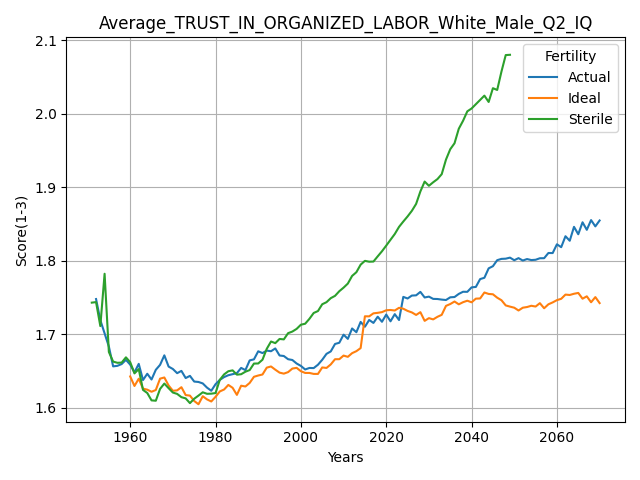 Average_TRUST_IN_ORGANIZED_LABOR_White_Male_Q2_IQ
2.1
2.0
1.9
1.8
1.7
1.6
Score(1-3)
Fertility
Actual
Ideal
Sterile
1960
1980
2000
2020
2040
2060
Years